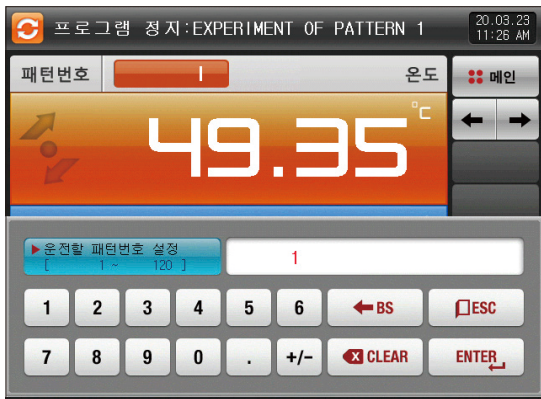 프로그램 정지:EXPERIMENT OF PATTERN 1
20.03.23
11:26 AM
패턴번호
1
온도
메인
℃
49.35
▶운전할 패턴번호 설정
[ 1 ~ 120 ]
1
1 2 3 4 5 6 BS ESC
7 8 9 0 . +/- CLEAR ENTER